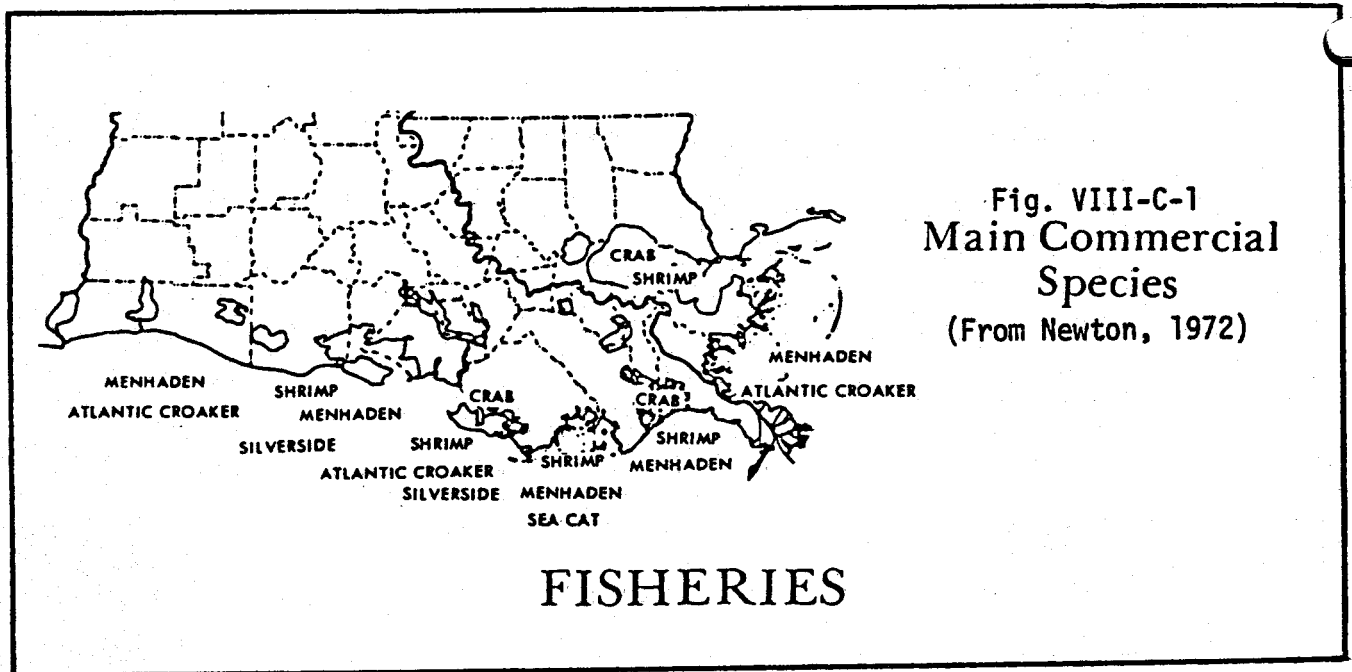 Fig. VIII-C-1
Main Commercial
Species
(From Newton, 1972)
CRAB
SHRIMP
MENHADEN
ATLANTIC CROAKER
MENHADEN
ATLANTIC CROAKER
SHRIMP
MENHADEN
SILVERSIDE
CRAB
SHRIMP
ATLANTIC CROAKER
SILVERSIDE
SHRIMP
MENHADEN
SEA CAT
CRAB
SHRIMP
MENHADEN
FISHERIES